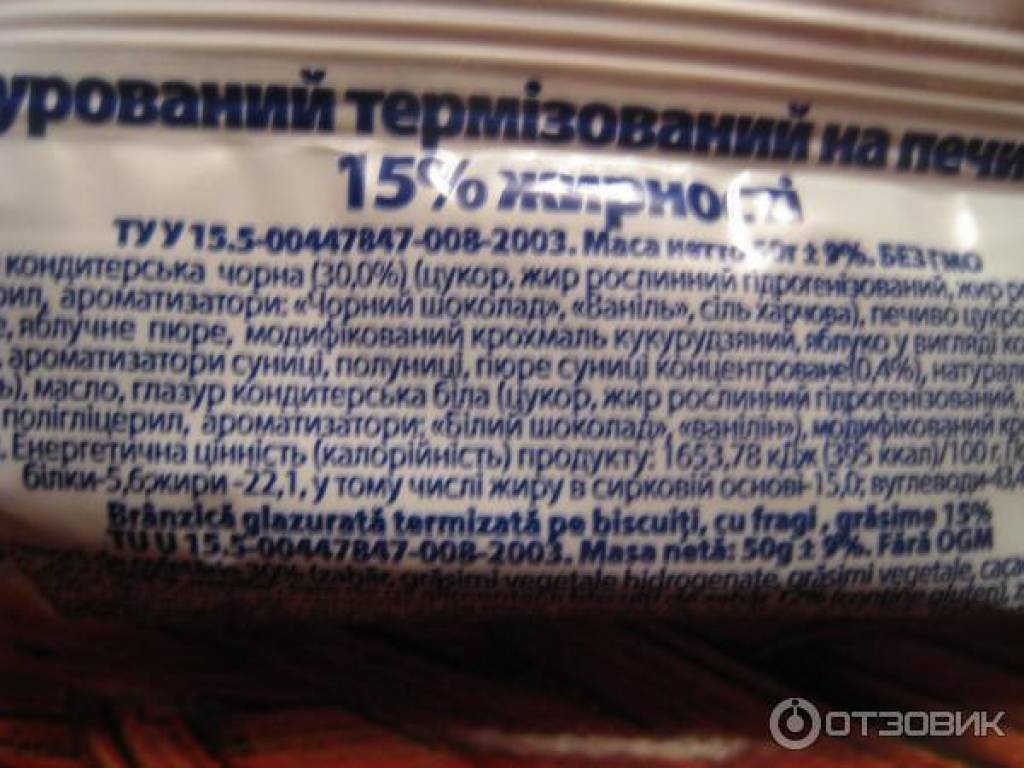 урований термізований на печи
15% жирності
ТУ У 15.5-00447847-008-2003. Маса нетто 50г ± 9%. БЕЗ ГМО
кондитерська чорна (30,0%) (цукор, жир рослинний гідрогенізований, жир р
рил, ароматизатори: «Чорний шоколад», «Ваніль», сіль харчова), печиво цукро
е, яблучне пюре, модифікований крохмаль кукурудзяний, яблуко у вигляді ко
, ароматизатори суниці, полуниці, пюре суниці концентроване (0,4%), натураль
ь), масло, глазур кондитерська біла (цукор, жир рослинний гідрогенізований,
полігліцерил, ароматизатори: «Білий шоколад», «ванілін»), модифікований кр
. Енергетична цінність (калорійність) продукту: 1653,78 кДж (395 ккал)/100 г.
білки-5,6;жири -22,1, у тому числі жиру в сирковій основі-15,0; вуглеводи-43,4
Brânzică glazurată termizată pe biscuiți, cu fragi , grăsime 15%
TU U 15.5-00447847-008-2003. Masa netă: 50g ± 9%. Fără OGM
(zahăr, grăsimi vegetale hidrogenate, grăsimi vegetale, cacao
ОТЗОВИК